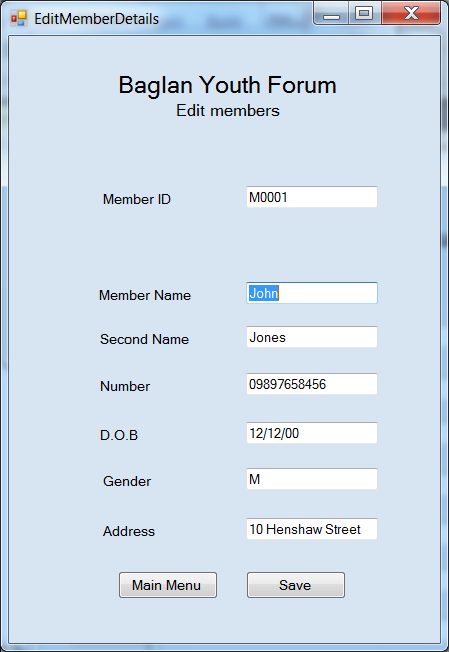 EditMemberDetails
Baglan Youth Forum
Edit members
Member ID M0001
Member Name John
Second Name Jones
Number 09897658456
D.O.B 12/12/00
Gender M
Address 10 Henshaw Street
Main Menu Save